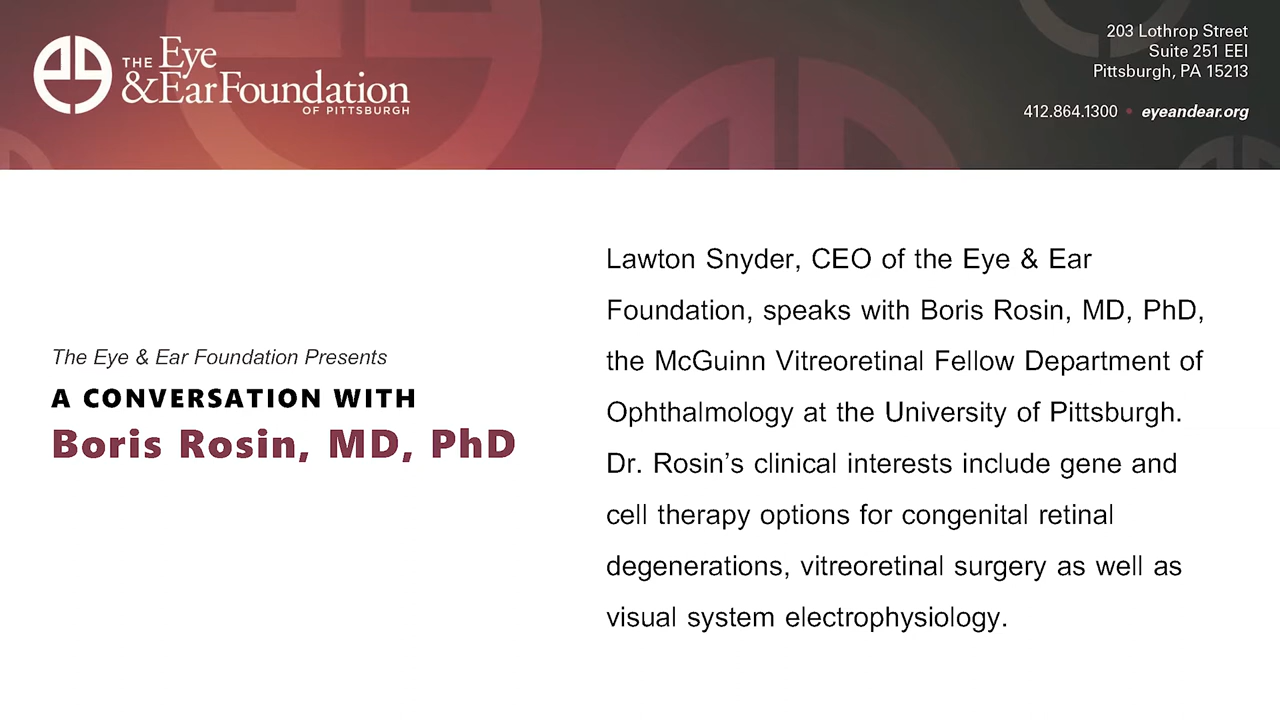 THE Eye
& Ear Foundation
OF PITTSBURGH
203 Lothrop Street
Suite 251 EEI
Pittsburgh, PA 15213
412.864.1300 • eyeandear.org
The Eye & Ear Foundation Presents
A CONVERSATION WITH
Boris Rosin, MD, PhD
Lawton Snyder, CEO of the Eye & Ear
Foundation, speaks with Boris Rosin, MD, PhD,
the McGuinn Vitreoretinal Fellow Department of
Ophthalmology at the University of Pittsburgh.
Dr. Rosin’s clinical interests include gene and
cell therapy options for congenital retinal
degenerations, vitreoretinal surgery as well as
visual system electrophysiology.